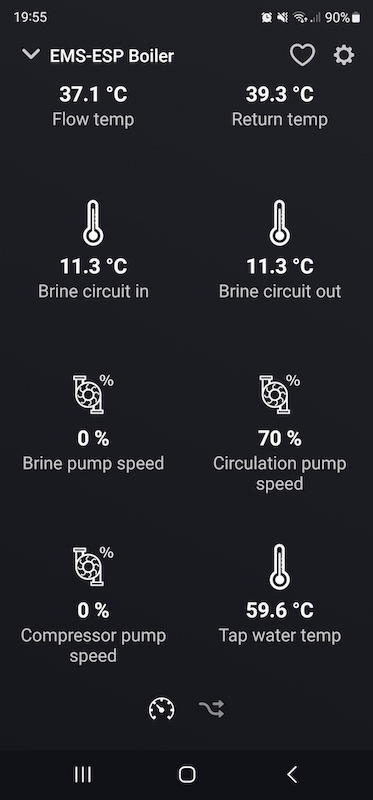 19:55
90%
EMS-ESP Boiler
37.1 °C
39.3 °C
Flow temp
Return temp
11.3 °C
11.3 °C
Brine circuit in
Brine circuit out
%
%
0 %
70 %
Brine pump speed
Circulation pump
speed
%
0 %
59.6 °C
Compressor pump
speed
Tap water temp